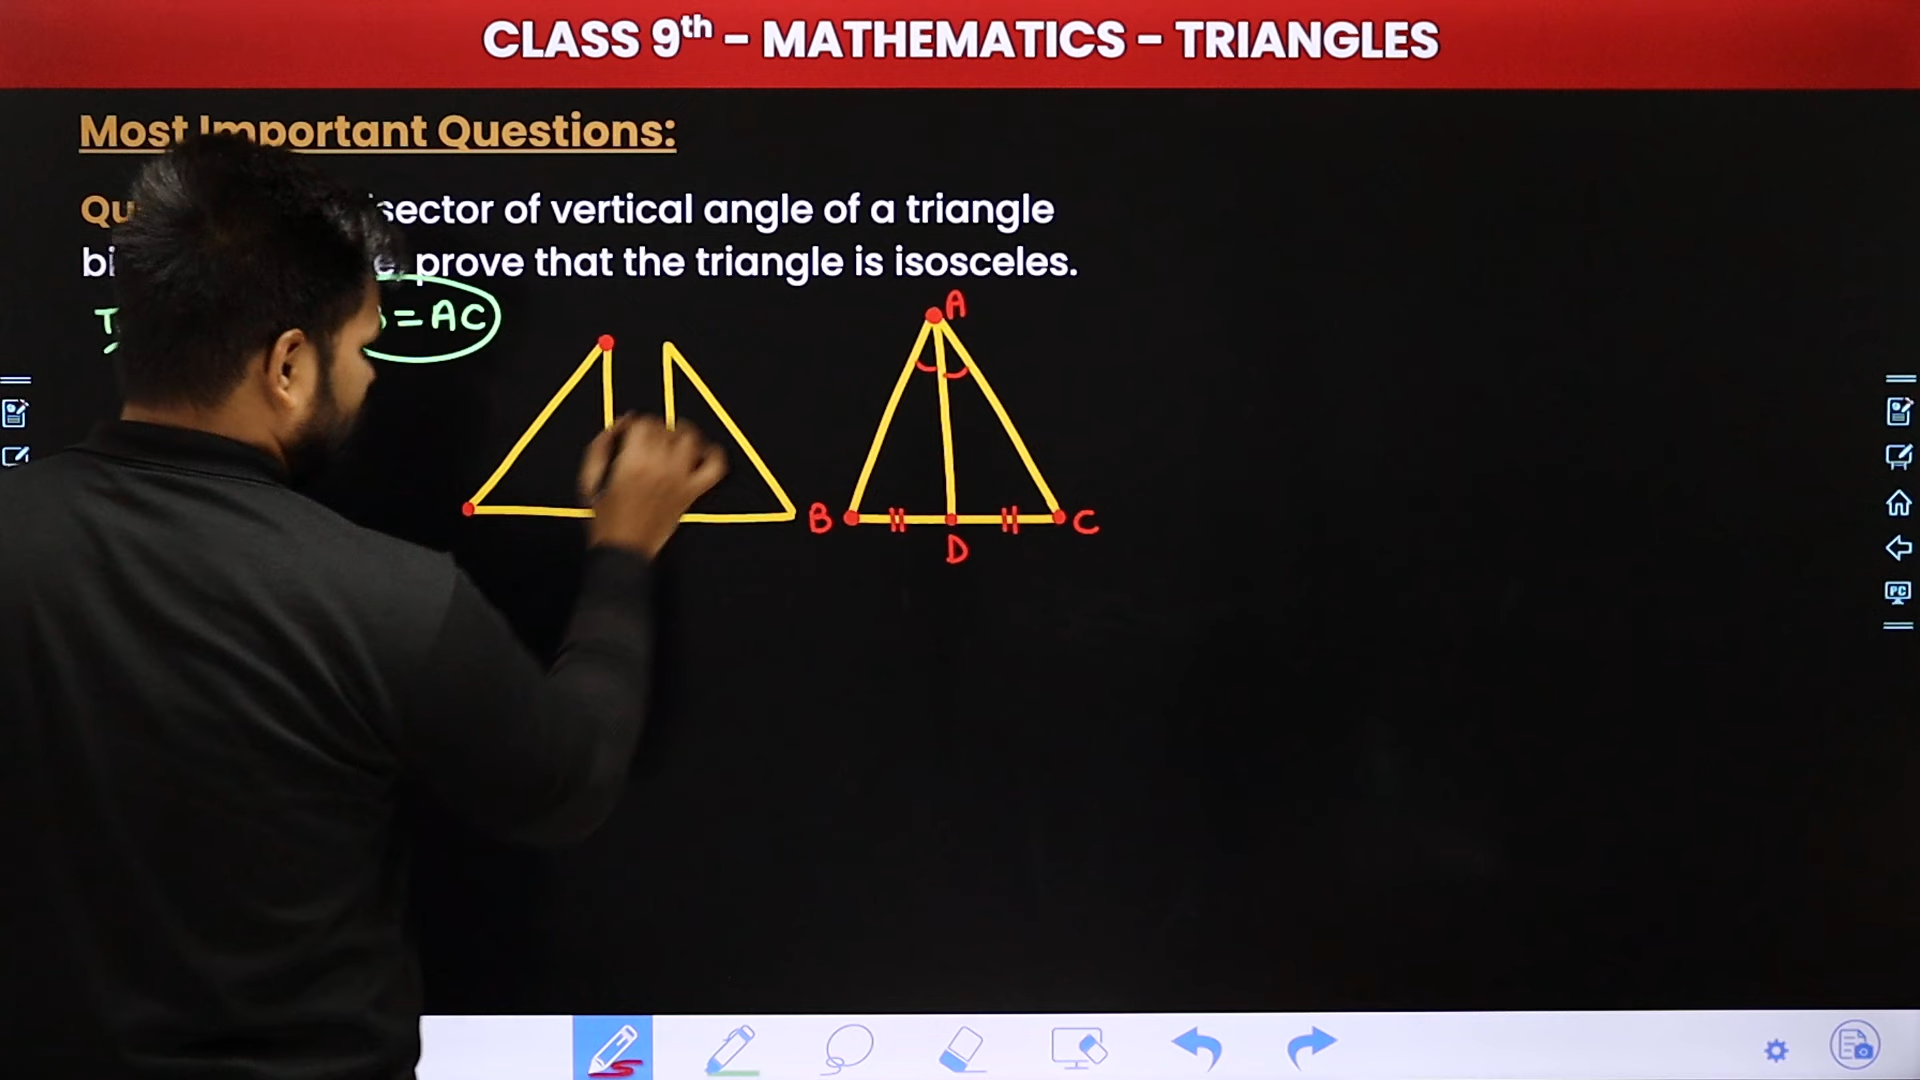 CLASS 9th - MATHEMATICS - TRIANGLES
Most Important Questions:
sector of vertical angle of a triangle
prove that the triangle is isosceles.
= AC
A
B
C
D
PC